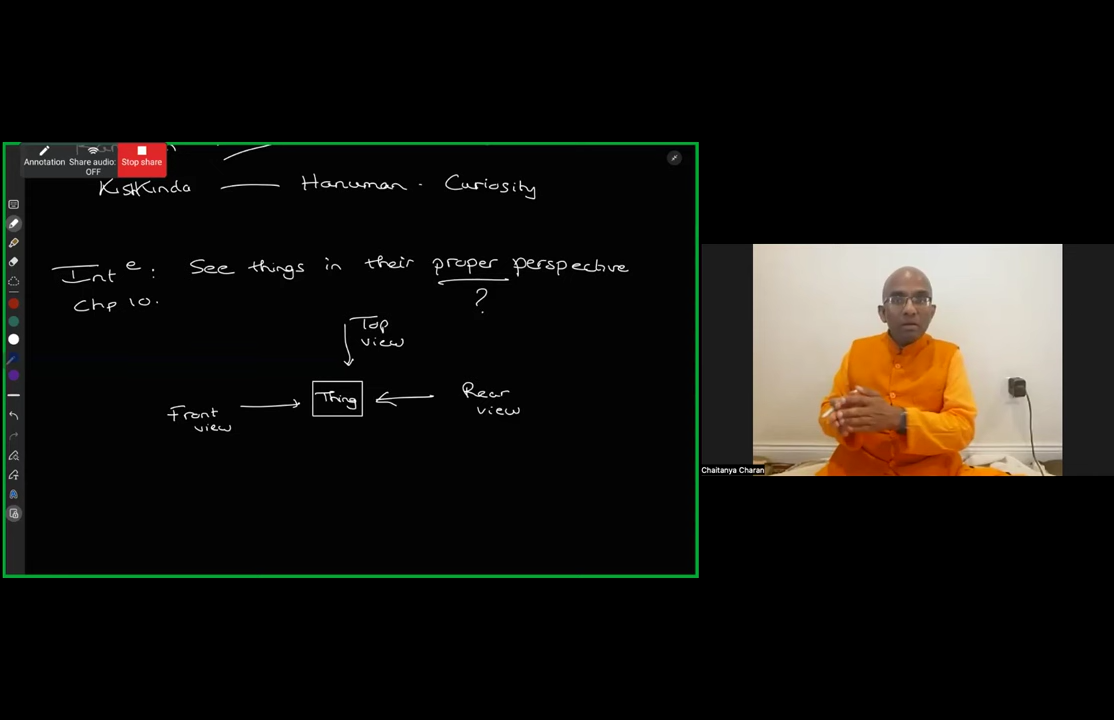 Annotation
Share audio:
OFF
Stop share
KisKinda — Hanuman. Curiosity
Int e: See things in their proper perspective
Chp 10.
?
Top
view
Thing
Front
view
Rear
view
Chaitanya Charan